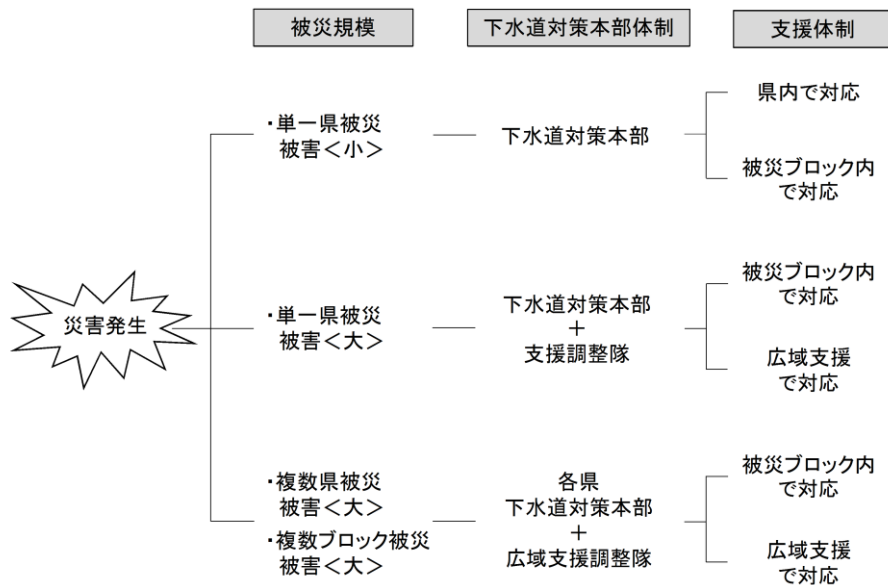 被災規模
下水道対策本部体制
支援体制
災害発生
・単一県被災
被害＜小＞
下水道対策本部
県内で対応
被災ブロック内
で対応
・単一県被災
被害＜大＞
下水道対策本部
＋
支援調整隊
被災ブロック内
で対応
広域支援
で対応
・複数県被災
被害＜大＞
・複数ブロック被災
被害＜大＞
各県
下水道対策本部
＋
広域支援調整隊
被災ブロック内
で対応
広域支援
で対応